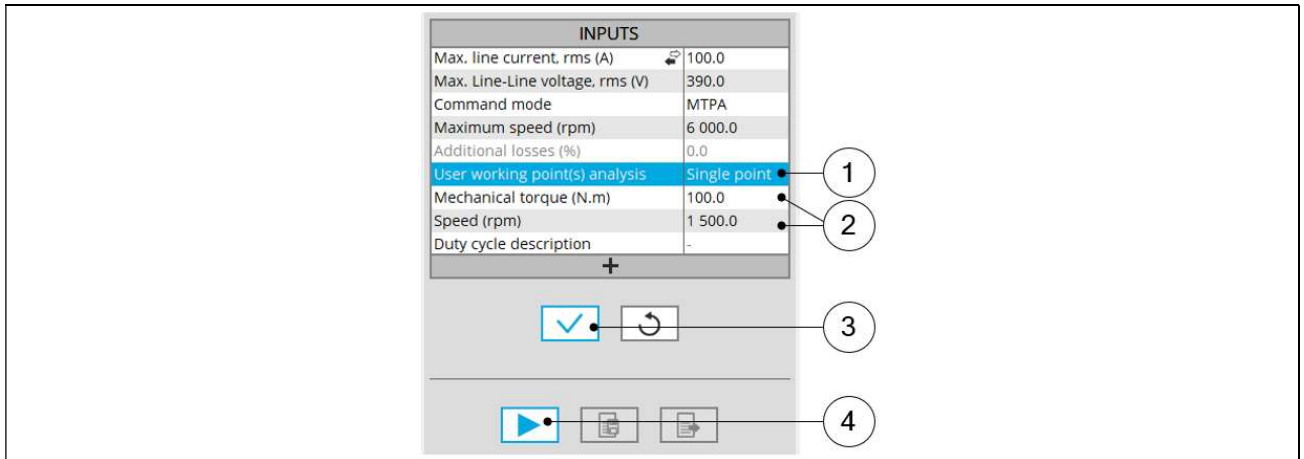 INPUTS
Max. line current, rms (A) 100.0
Max. Line-Line voltage, rms (V) 390.0
Command mode MTPA
Maximum speed (rpm) 6 000.0
Additional losses (%) 0.0
User working point(s) analysis Single point 1
Mechanical torque (N.m) 100.0
Speed (rpm) 1 500.0 2
Duty cycle description -
+
3
4